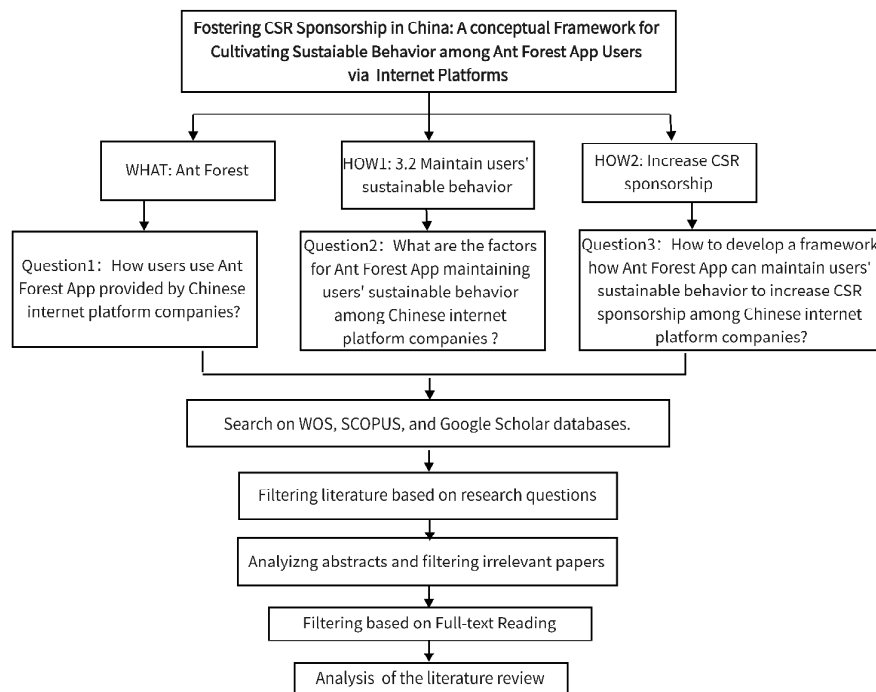 Fostering CSR Sponsorship in China: A conceptual Framework for
Cultivating Sustaiable Behavior among Ant Forest App Users
via Internet Platforms
WHAT: Ant Forest
HOW1: 3.2 Maintain users'
sustainable behavior
HOW2: Increase CSR
sponsorship
Question1: How users use Ant
Forest App provided by Chinese
internet platform companies?
Question2: What are the factors
for Ant Forest App maintaining
users' sustainable behavior
among Chinese internet
platform companies ?
Question3: How to develop a framework
how Ant Forest App can maintain users'
sustainable behavior to increase CSR
sponsorship among Chinese internet
platform companies?
Search on WOS, SCOPUS, and Google Scholar databases.
Filtering literature based on research questions
Analyizng abstracts and filtering irrelevant papers
Filtering based on Full-text Reading
Analysis of the literature review